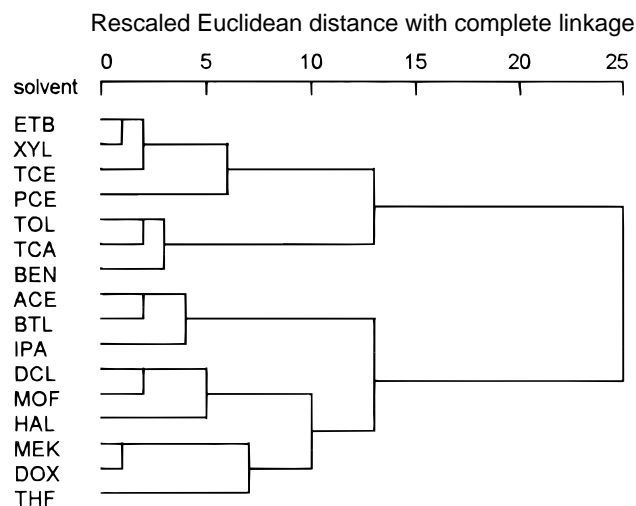 Rescaled Euclidean distance with complete linkage
0 5 10 15 20 25
solvent
ETB
XYL
TCE
PCE
TOL
TCA
BEN
ACE
BTL
IPA
DCL
MOF
HAL
MEK
DOX
THF